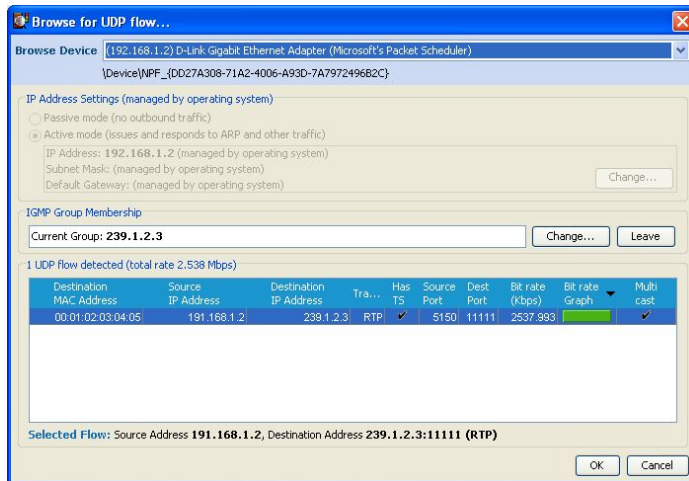 Browse for UDP flow...
Browse Device (192.168.1.2) D-Link Gigabit Ethernet Adapter (Microsoft's Packet Scheduler)
\Device\NPF_{DD27A308-71A2-4006-A93D-7A7972496B2C}
IP Address Settings (managed by operating system)
Passive mode (no outbound traffic)
Active mode (issues and responds to ARP and other traffic)
IP Address: 192.168.1.2 (managed by operating system)
Subnet Mask: (managed by operating system)
Default Gateway: (managed by operating system)
Change...
IGMP Group Membership
Current Group: 239.1.2.3 Change... Leave
1 UDP flow detected (total rate 2.538 Mbps)
Destination MAC Address Source IP Address Destination IP Address Tra... Has TS Source Port Dest Port Bit rate (Kbps) Bit rate Graph Multi cast
00:01:02:03:04:05 191.168.1.2 239.1.2.3 RTP ✔ 5150 11111 2537.993 ✔
Selected Flow: Source Address 191.168.1.2, Destination Address 239.1.2.3:11111 (RTP)
OK Cancel